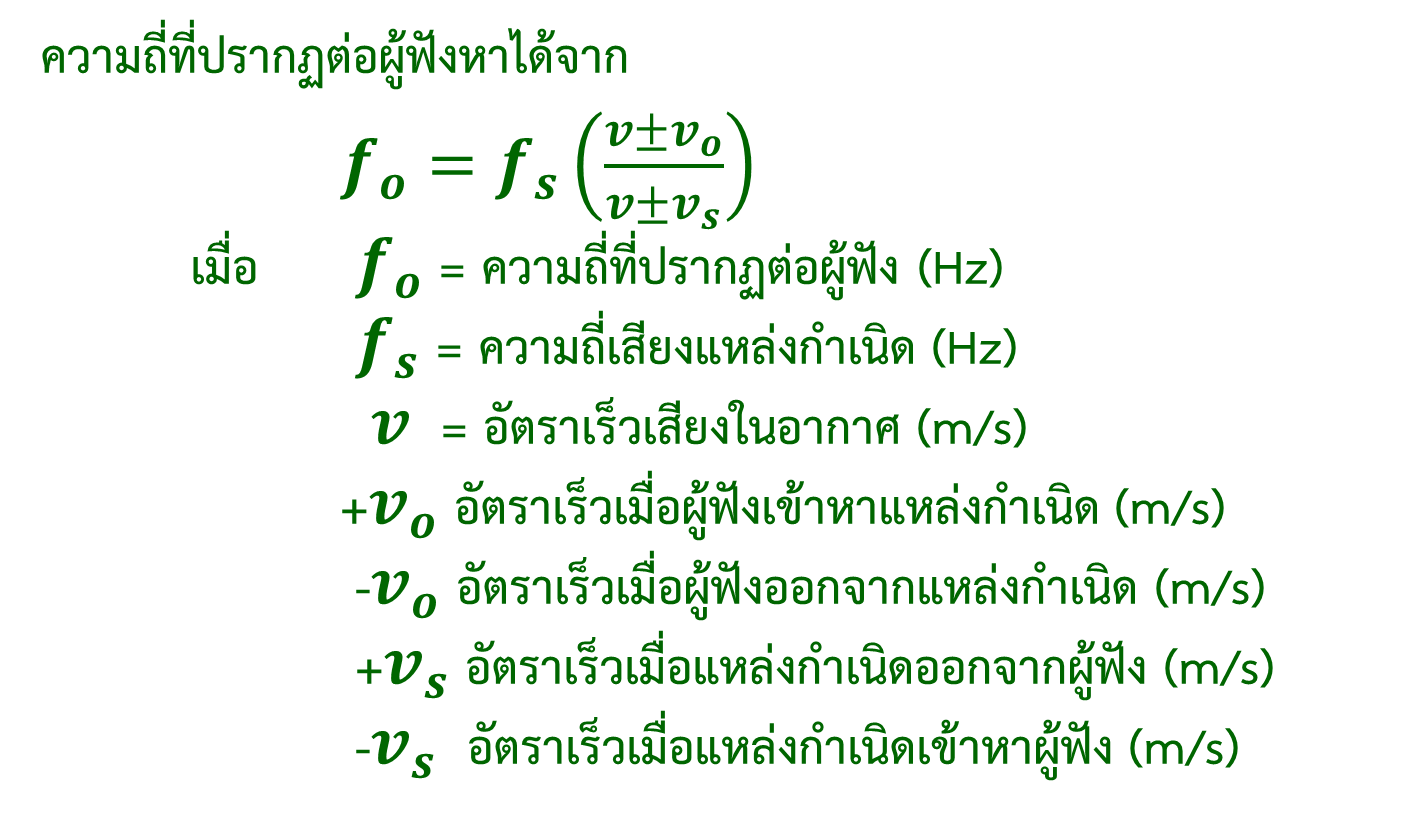 ความถี่ที่ปรากฏต่อผู้ฟังหาได้จาก
f_o = f_s ( (v±v_o) / (v±v_s) )
เมื่อ f_o = ความถี่ที่ปรากฏต่อผู้ฟัง (Hz)
f_s = ความถี่เสียงแหล่งกำเนิด (Hz)
v = อัตราเร็วเสียงในอากาศ (m/s)
+v_o อัตราเร็วเมื่อผู้ฟังเข้าหาแหล่งกำเนิด (m/s)
-v_o อัตราเร็วเมื่อผู้ฟังออกจากแหล่งกำเนิด (m/s)
+v_s อัตราเร็วเมื่อแหล่งกำเนิดออกจากผู้ฟัง (m/s)
-v_s อัตราเร็วเมื่อแหล่งกำเนิดเข้าหาผู้ฟัง (m/s)